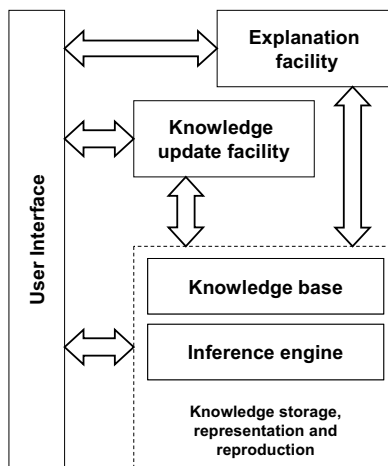 User Interface
Explanation
facility
Knowledge
update facility
Knowledge base
Inference engine
Knowledge storage,
representation and
reproduction